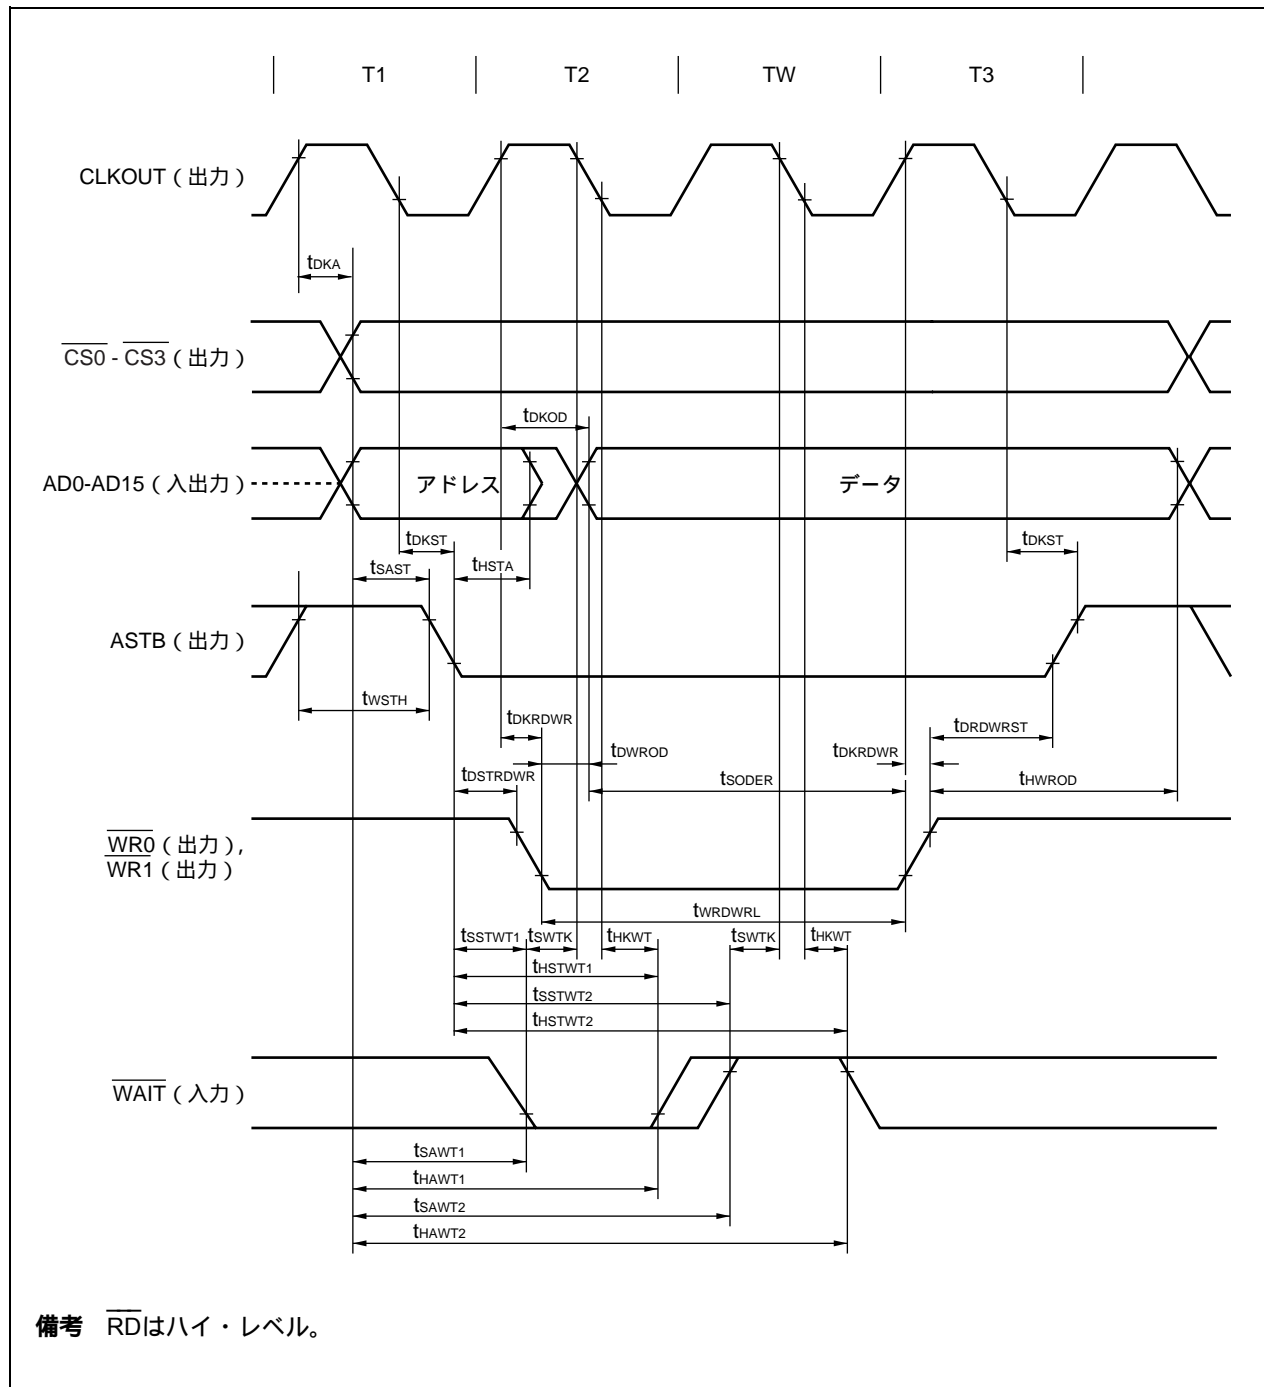 T1 T2 TW T3
CLKOUT（出力）
tDKA
CS0 - CS3（出力）
tDKOD
AD0-AD15（入出力） アドレス データ
tDKST tDKST
tSAST tHSTA
ASTB（出力）
tWSTH
tDKRDWR tDRDWRST
tDWROD tDKRDWR
tDSTRDWR tSODER tHWROD
WR0（出力）,
WR1（出力）
tWRDWRL
tSSTWT1 tSWTK tHKWT tSWTK tHKWT
tHSTWT1
tSSTWT2
tHSTWT2
WAIT（入力）
tSAWT1
tHAWT1
tSAWT2
tHAWT2
備考 RDはハイ・レベル。